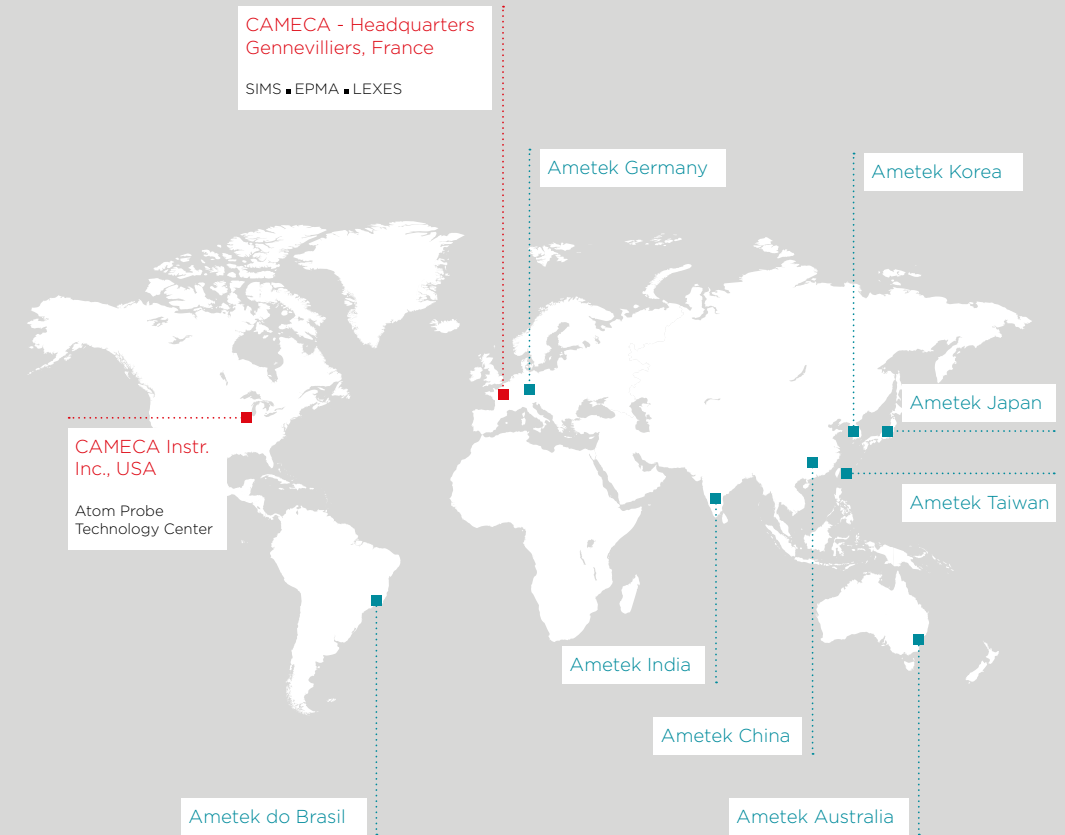 CAMECA - Headquarters
Gennevilliers, France
SIMS ■ EPMA ■ LEXES
Ametek Germany
Ametek Korea
Ametek Japan
CAMECA Instr.
Inc., USA
Atom Probe
Technology Center
Ametek Taiwan
Ametek India
Ametek China
Ametek do Brasil
Ametek Australia